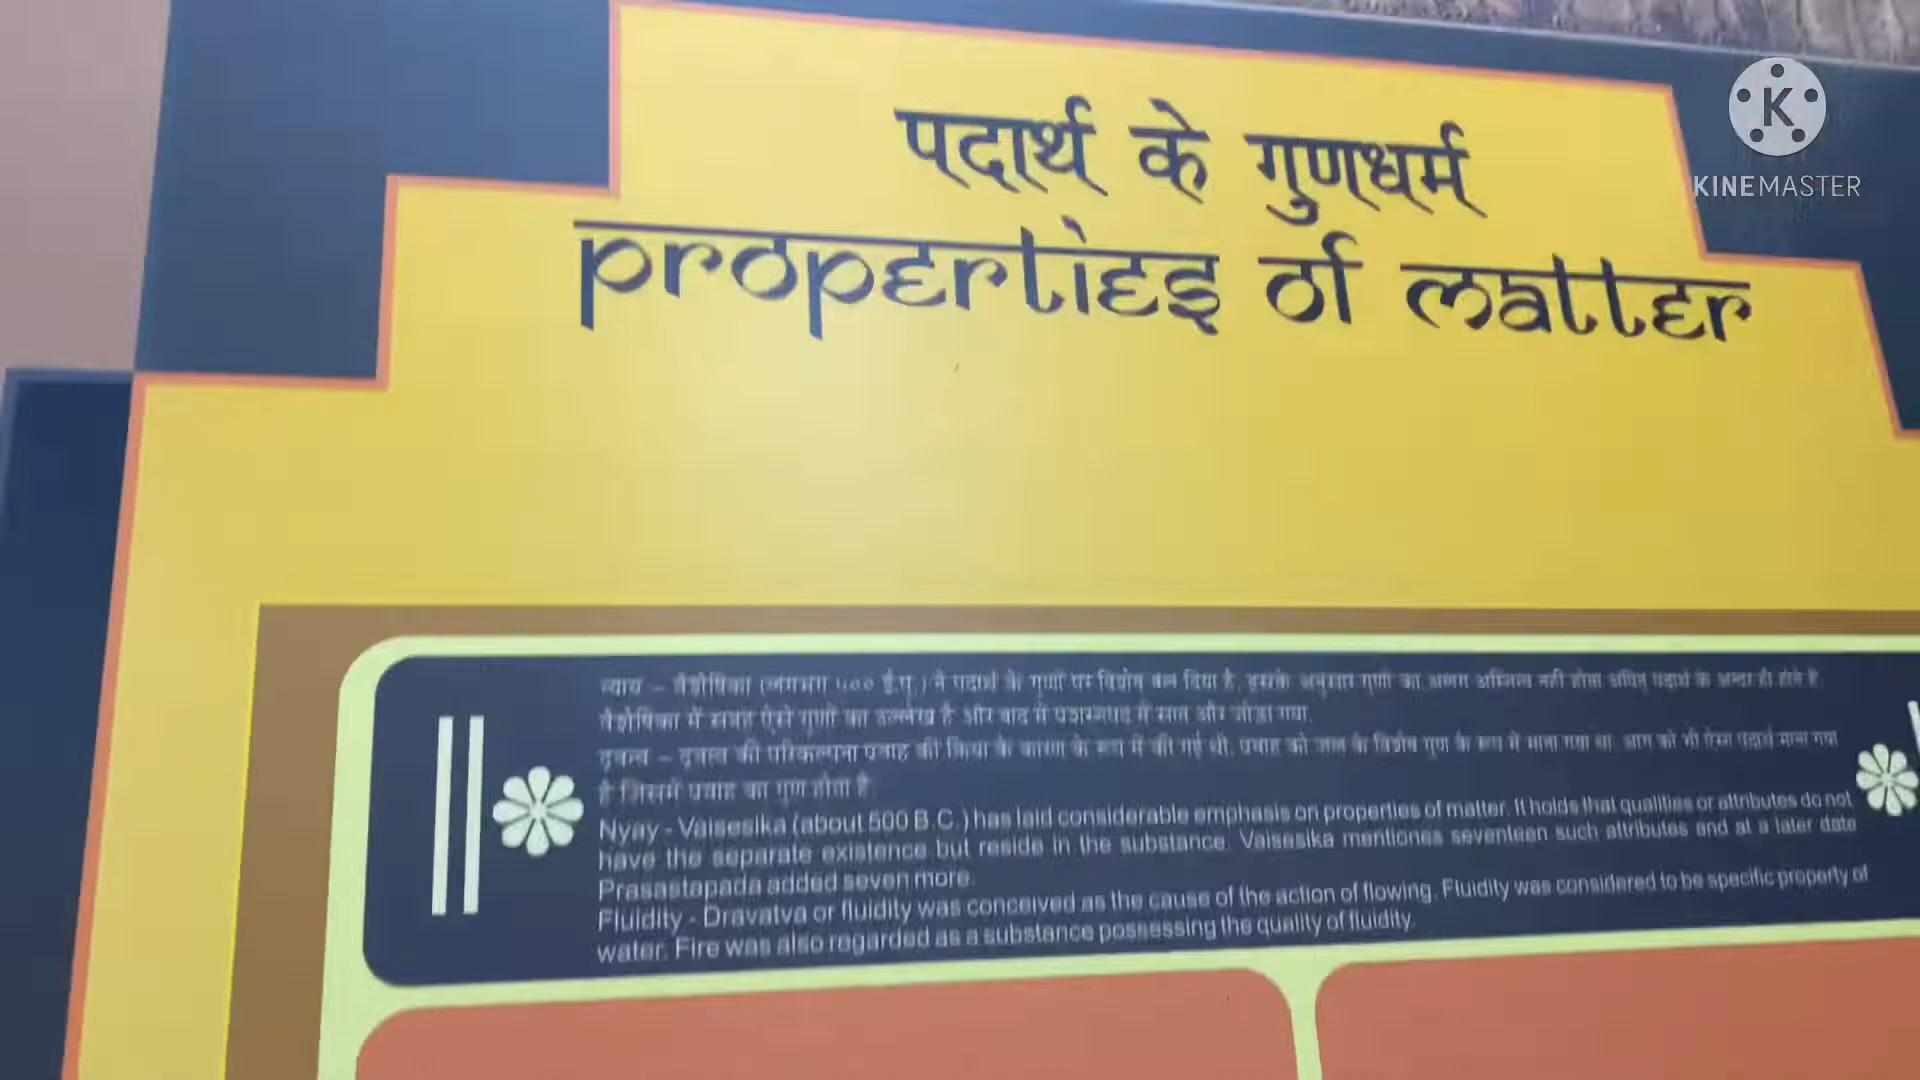 पदार्थ के गुणधर्म
properties of matter
KINEMASTER
न्याय – वैशेषिका (लगभग ५०० ई.पू.) ने पदार्थ के गुणों पर विशेष बल दिया है, इसके अनुसार गुणों का अलग अस्तित्व नही होता अपितु पदार्थ के अन्दर ही होते है.
वैशेषिका में सत्रह ऐसे गुणों का उल्लेख है और बाद में में सात और जोड़ा गया.
द्रवत्व – द्रवत्व की परिकल्पना प्रवाह की क्रिया के कारण के रूप में की गई थी. प्रवाह को जल के विशेष गुण के रूप में माना गया था. आग को भी ऐसा पदार्थ माना गया
है जिसमें प्रवाह का गुण होता है.
Nyay - Vaisesika (about 500 B.C.) has laid considerable emphasis on properties of matter. It holds that qualities or attributes do not
have the separate existence but reside in the substance. Vaisesika mentiones seventeen such attributes and at a later date
Prasastapada added seven more.
Fluidity - Dravatva or fluidity was conceived as the cause of the action of flowing. Fluidity was considered to be specific property of
water. Fire was also regarded as a substance possessing the quality of fluidity.